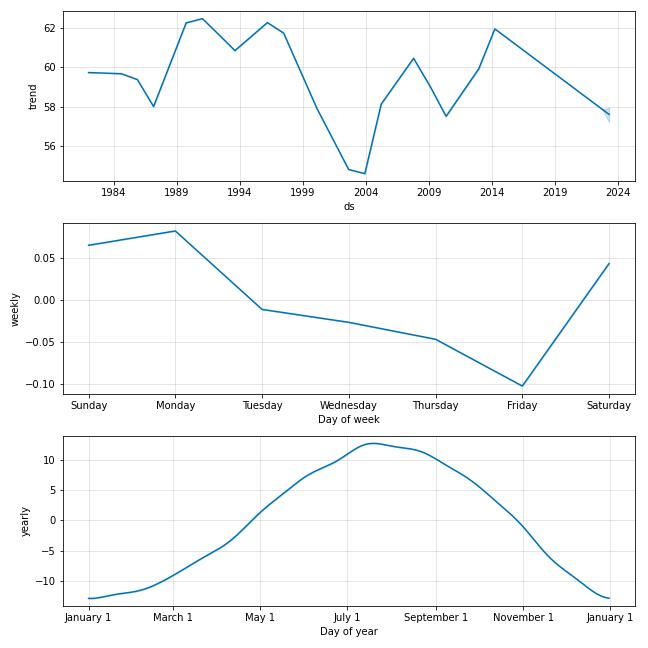 62
60
58
56
trend
1984 1989 1994 1999 2004 2009 2014 2019 2024
ds
0.05
0.00
−0.05
−0.10
weekly
Sunday Monday Tuesday Wednesday Thursday Friday Saturday
Day of week
10
5
0
−5
−10
yearly
January 1 March 1 May 1 July 1 September 1 November 1 January 1
Day of year